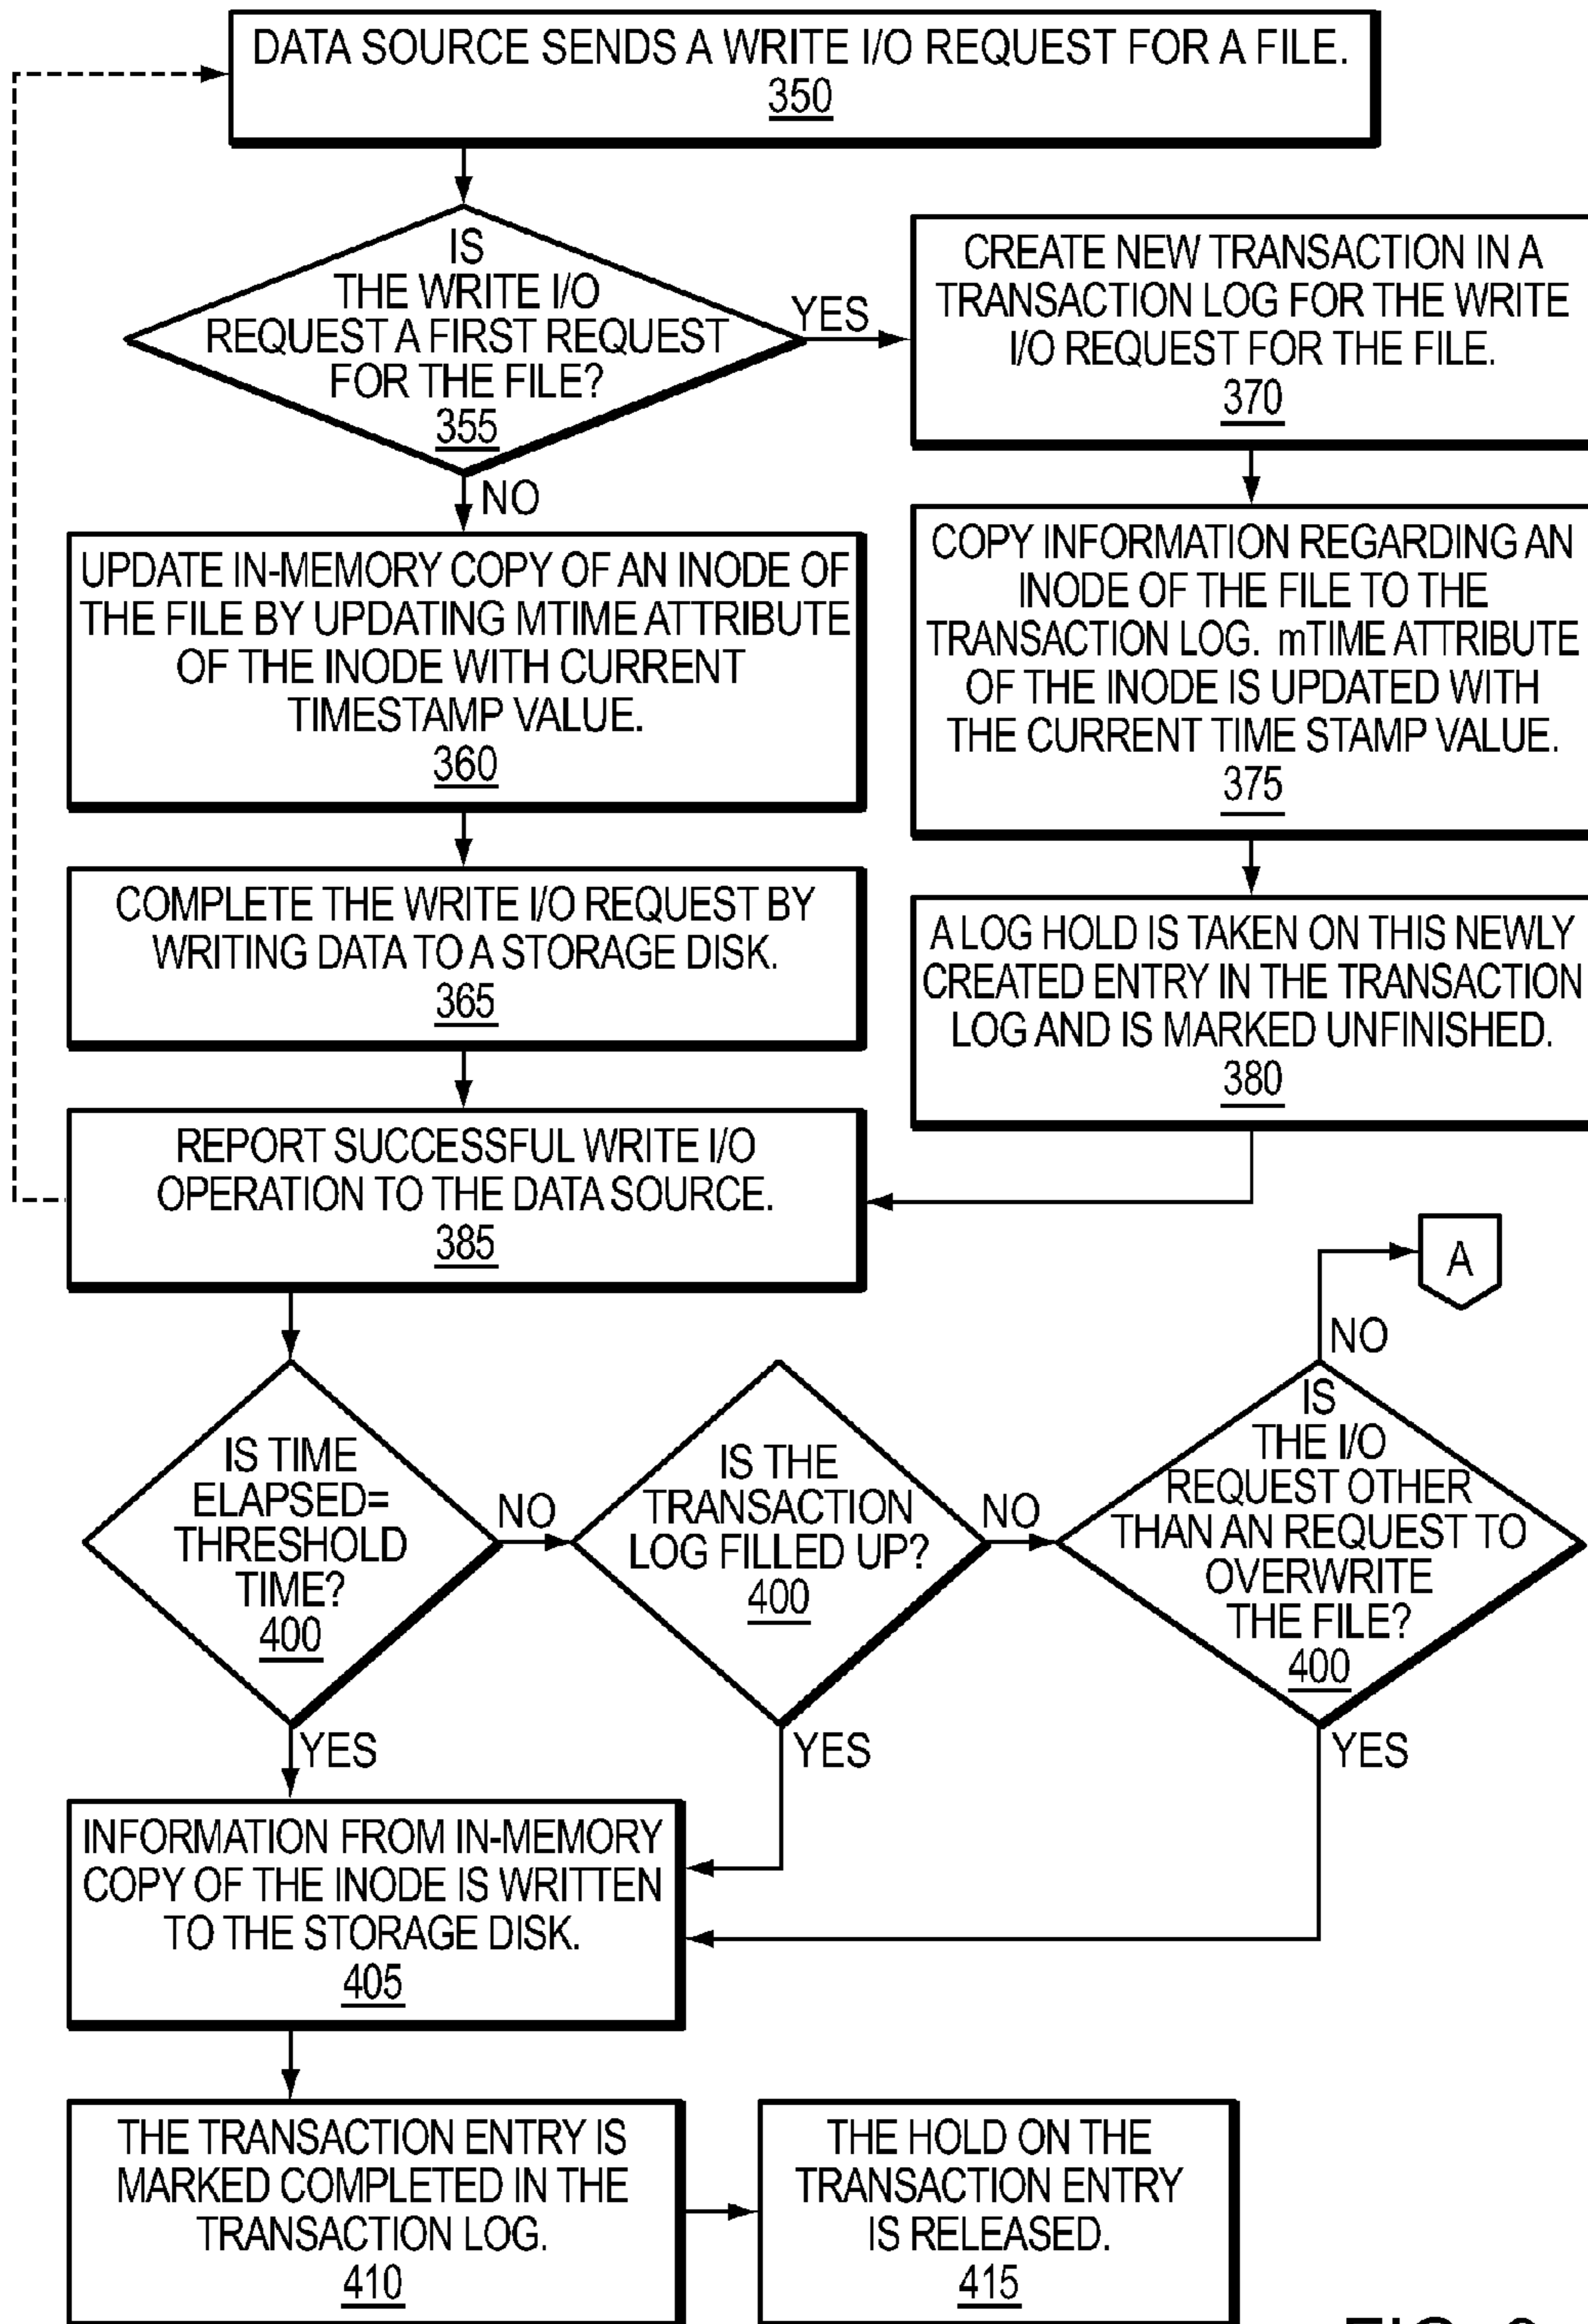 DATA SOURCE SENDS A WRITE I/O REQUEST FOR A FILE.
350
IS
THE WRITE I/O
REQUEST A FIRST REQUEST
FOR THE FILE?
355
YES
NO
CREATE NEW TRANSACTION IN A
TRANSACTION LOG FOR THE WRITE
I/O REQUEST FOR THE FILE.
370
UPDATE IN-MEMORY COPY OF AN INODE OF
THE FILE BY UPDATING MTIME ATTRIBUTE
OF THE INODE WITH CURRENT
TIMESTAMP VALUE.
360
COPY INFORMATION REGARDING AN
INODE OF THE FILE TO THE
TRANSACTION LOG. mTIME ATTRIBUTE
OF THE INODE IS UPDATED WITH
THE CURRENT TIME STAMP VALUE.
375
COMPLETE THE WRITE I/O REQUEST BY
WRITING DATA TO A STORAGE DISK.
365
A LOG HOLD IS TAKEN ON THIS NEWLY
CREATED ENTRY IN THE TRANSACTION
LOG AND IS MARKED UNFINISHED.
380
REPORT SUCCESSFUL WRITE I/O
OPERATION TO THE DATA SOURCE.
385
A
NO
IS TIME
ELAPSED=
THRESHOLD
TIME?
400
NO
YES
IS THE
TRANSACTION
LOG FILLED UP?
400
NO
YES
IS
THE I/O
REQUEST OTHER
THAN AN REQUEST TO
OVERWRITE
THE FILE?
400
YES
INFORMATION FROM IN-MEMORY
COPY OF THE INODE IS WRITTEN
TO THE STORAGE DISK.
405
THE TRANSACTION ENTRY IS
MARKED COMPLETED IN THE
TRANSACTION LOG.
410
THE HOLD ON THE
TRANSACTION ENTRY
IS RELEASED.
415